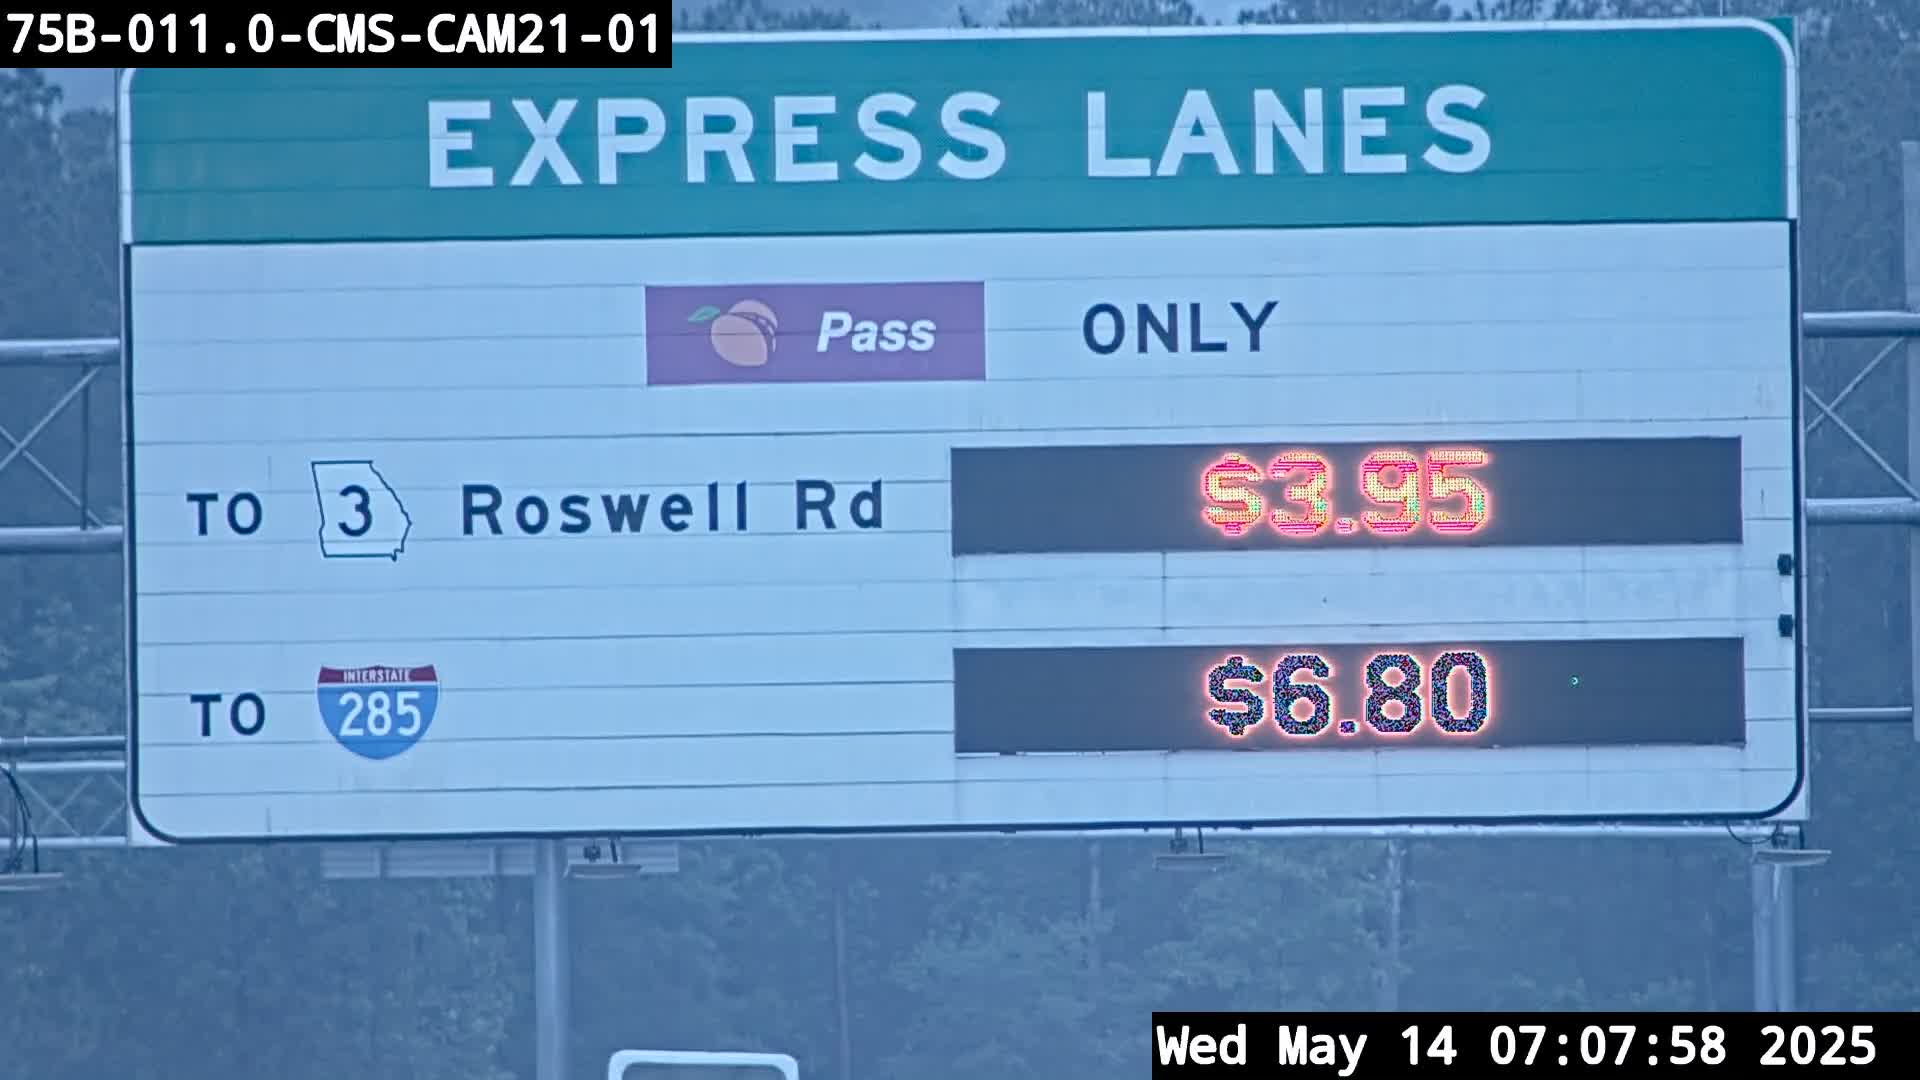 75B-011.0-CMS-CAM21-01
EXPRESS LANES
Pass ONLY
TO 3 Roswell Rd $3.95
INTERSTATE
TO 285 $6.80
Wed May 14 07:07:58 2025